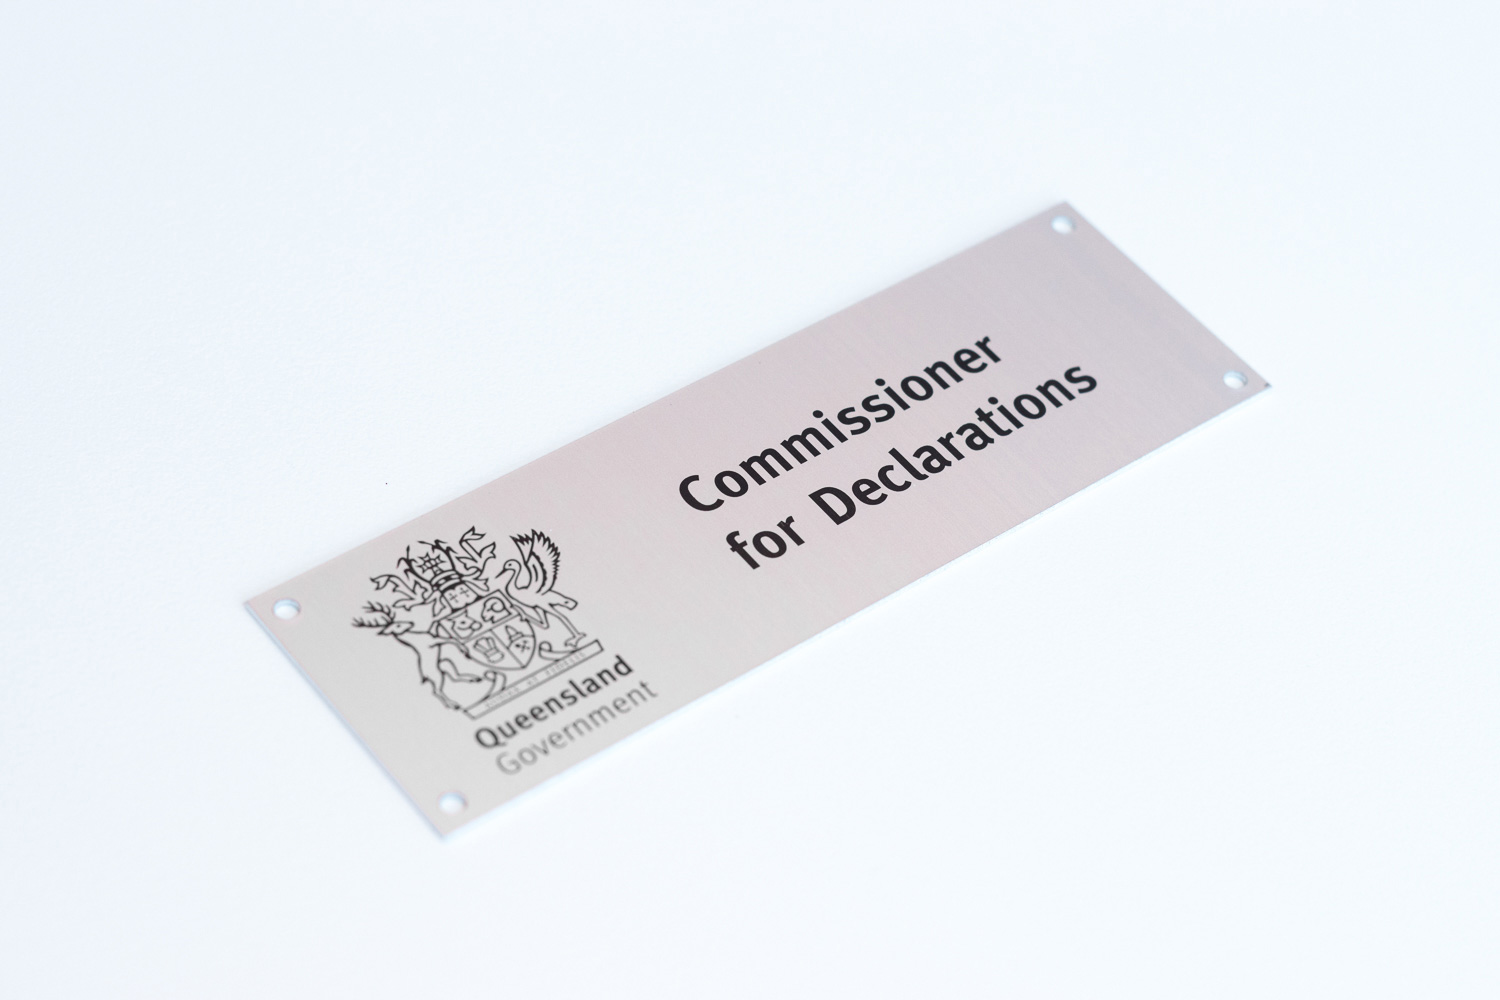 Commissioner
for Declarations
Queensland
Government